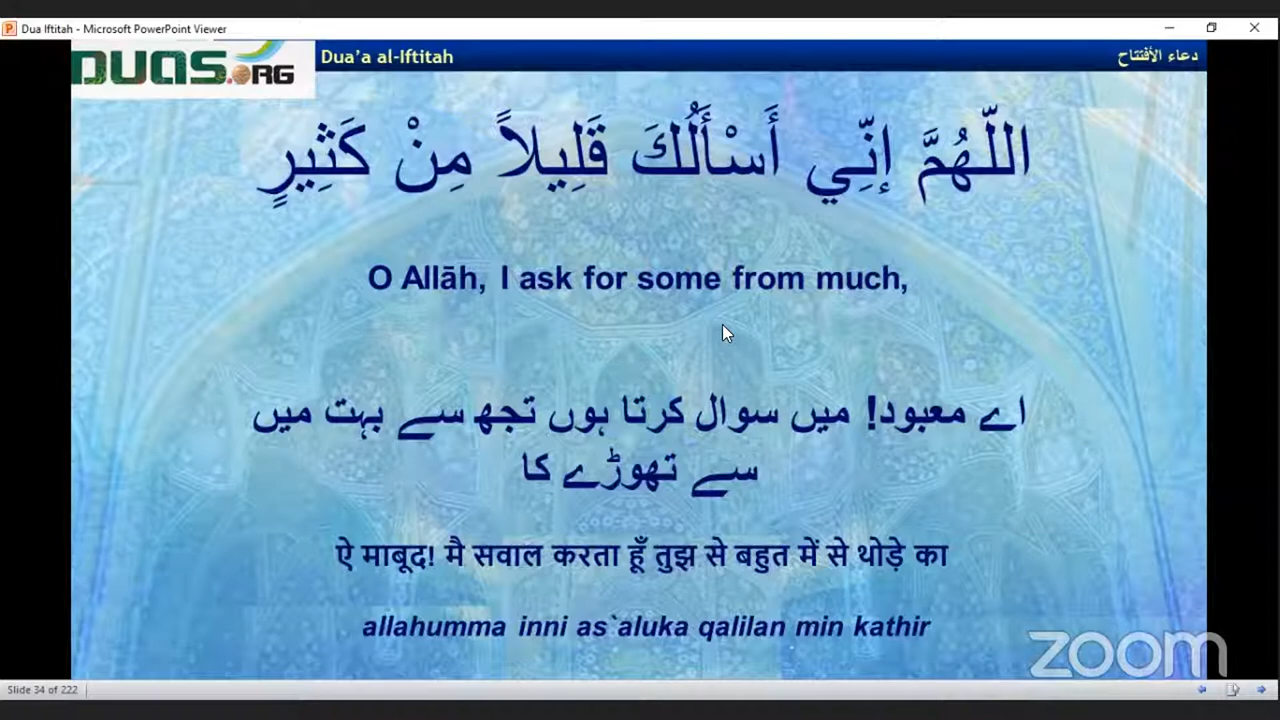 Dua Iftitah - Microsoft PowerPoint Viewer
DUAS.ORG
Dua’a al-Iftitah
دعاء الأفتتاح
اللّهُمَّ إنِّي أَسْأَلُكَ قَلِيلاً مِنْ كَثِيرٍ
O Allāh, I ask for some from much,
اے معبود! میں سوال کرتا ہوں تجھ سے بہت میں
سے تھوڑے کا
ऐ माबूद! मै सवाल करता हूँ तुझ से बहुत में से थोड़े का
allahumma inni as`aluka qalilan min kathir
zoom
Slide 34 of 222